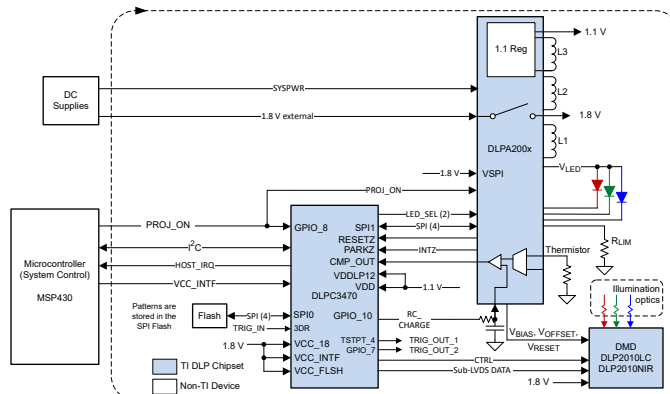 1.1 V
1.1 Reg
L3
DC
Supplies
SYSPWR
L2
1.8 V external
1.8 V
DLPA200x
L1
1.8 V
VSPI
VLED
PROJ_ON
Microcontroller
(System Control)
MSP430
PROJ_ON
GPIO_8
LED_SEL (2)
SPI1
SPI (4)
I2C
RESETZ
PARKZ
INTZ
HOST_IRQ
CMP_OUT
Thermistor
RLIM
VCC_INTF
VDDLP12
DLPC3470
VDD
1.1 V
Patterns are
stored in the
SPI Flash
Flash
SPI (4)
SPI0
GPIO_10
RC_
CHARGE
Illumination
optics
TRIG_IN
3DR
VBIAS, VOFFSET,
VRESET
1.8 V
VCC_18
TSTPT_4
TRIG_OUT_1
GPIO_7
TRIG_OUT_2
VCC_INTF
VCC_FLSH
CTRL
Sub-LVDS DATA
1.8 V
DMD
DLP2010LC
DLP2010NIR
TI DLP Chipset
Non-TI Device